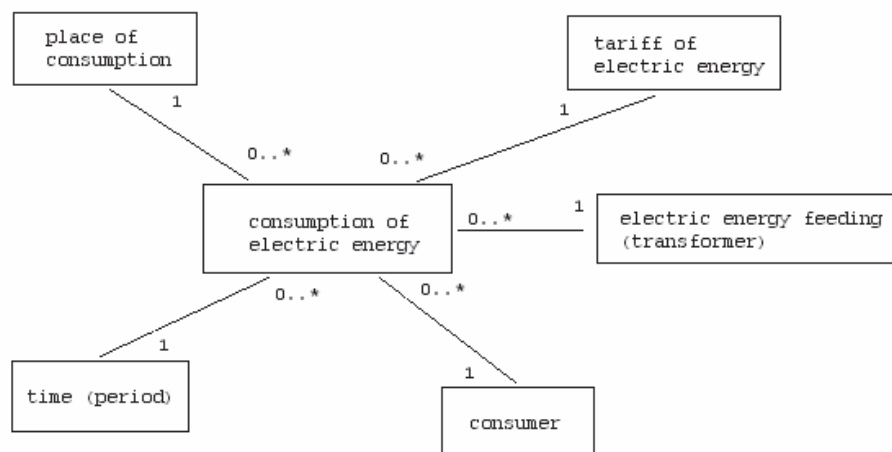 place of
consumption
tariff of
electric energy
1
1
0..*
0..*
consumption of
electric energy
0..*
1
electric energy feeding
(transformer)
0..*
0..*
1
1
time (period)
consumer